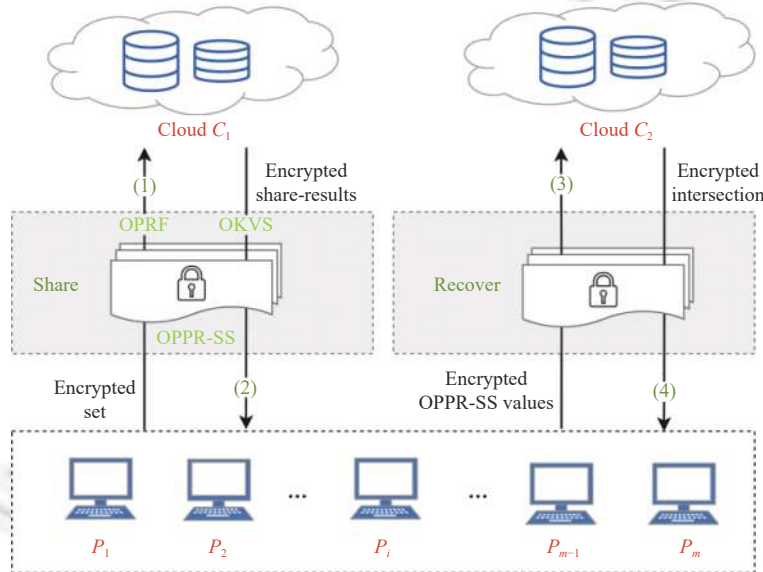 Cloud C1
Cloud C2
(1)
Encrypted
share-results
(3)
Encrypted
intersection
OPRF
OKVS
Share
Recover
OPPR-SS
Encrypted
set
(2)
Encrypted
OPPR-SS values
(4)
... ...
P1 P2 Pi Pm−1 Pm